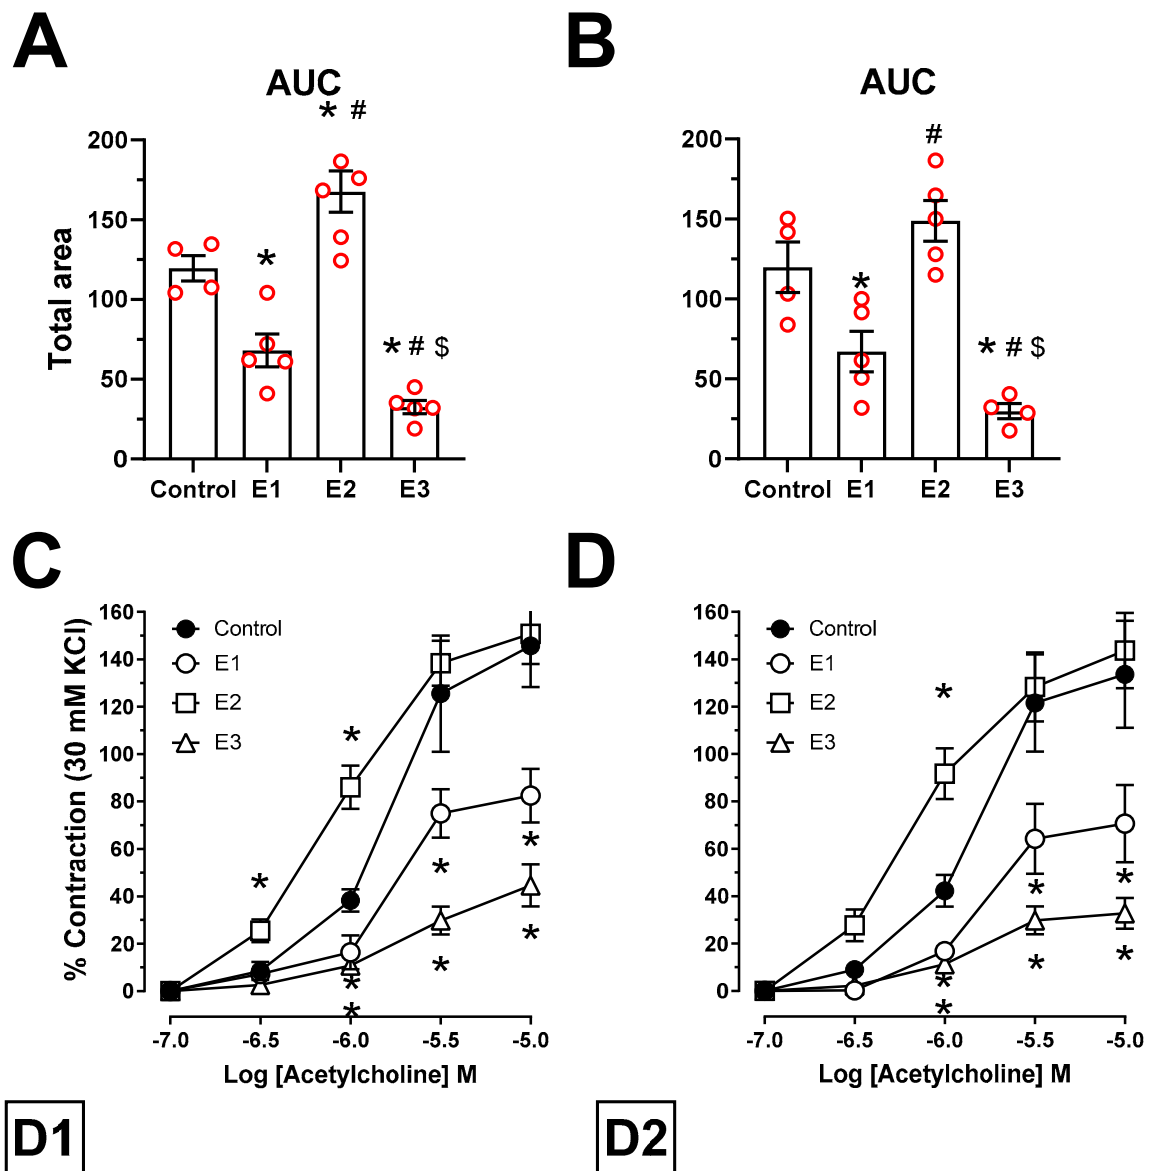 A
AUC
* #
200
150
100
50
0
Total area
*
* # $
Control E1 E2 E3
B
AUC
#
200
150
100
50
0
*
* # $
Control E1 E2 E3
C
160
140
120
100
80
60
40
20
0
% Contraction (30 mM KCl)
Control
E1
E2
E3
*
*
*
*
*
*
*
*
-7.0 -6.5 -6.0 -5.5 -5.0
Log [Acetylcholine] M
D
160
140
120
100
80
60
40
20
0
Control
E1
E2
E3
*
*
*
*
*
*
*
-7.0 -6.5 -6.0 -5.5 -5.0
Log [Acetylcholine] M
D1
D2